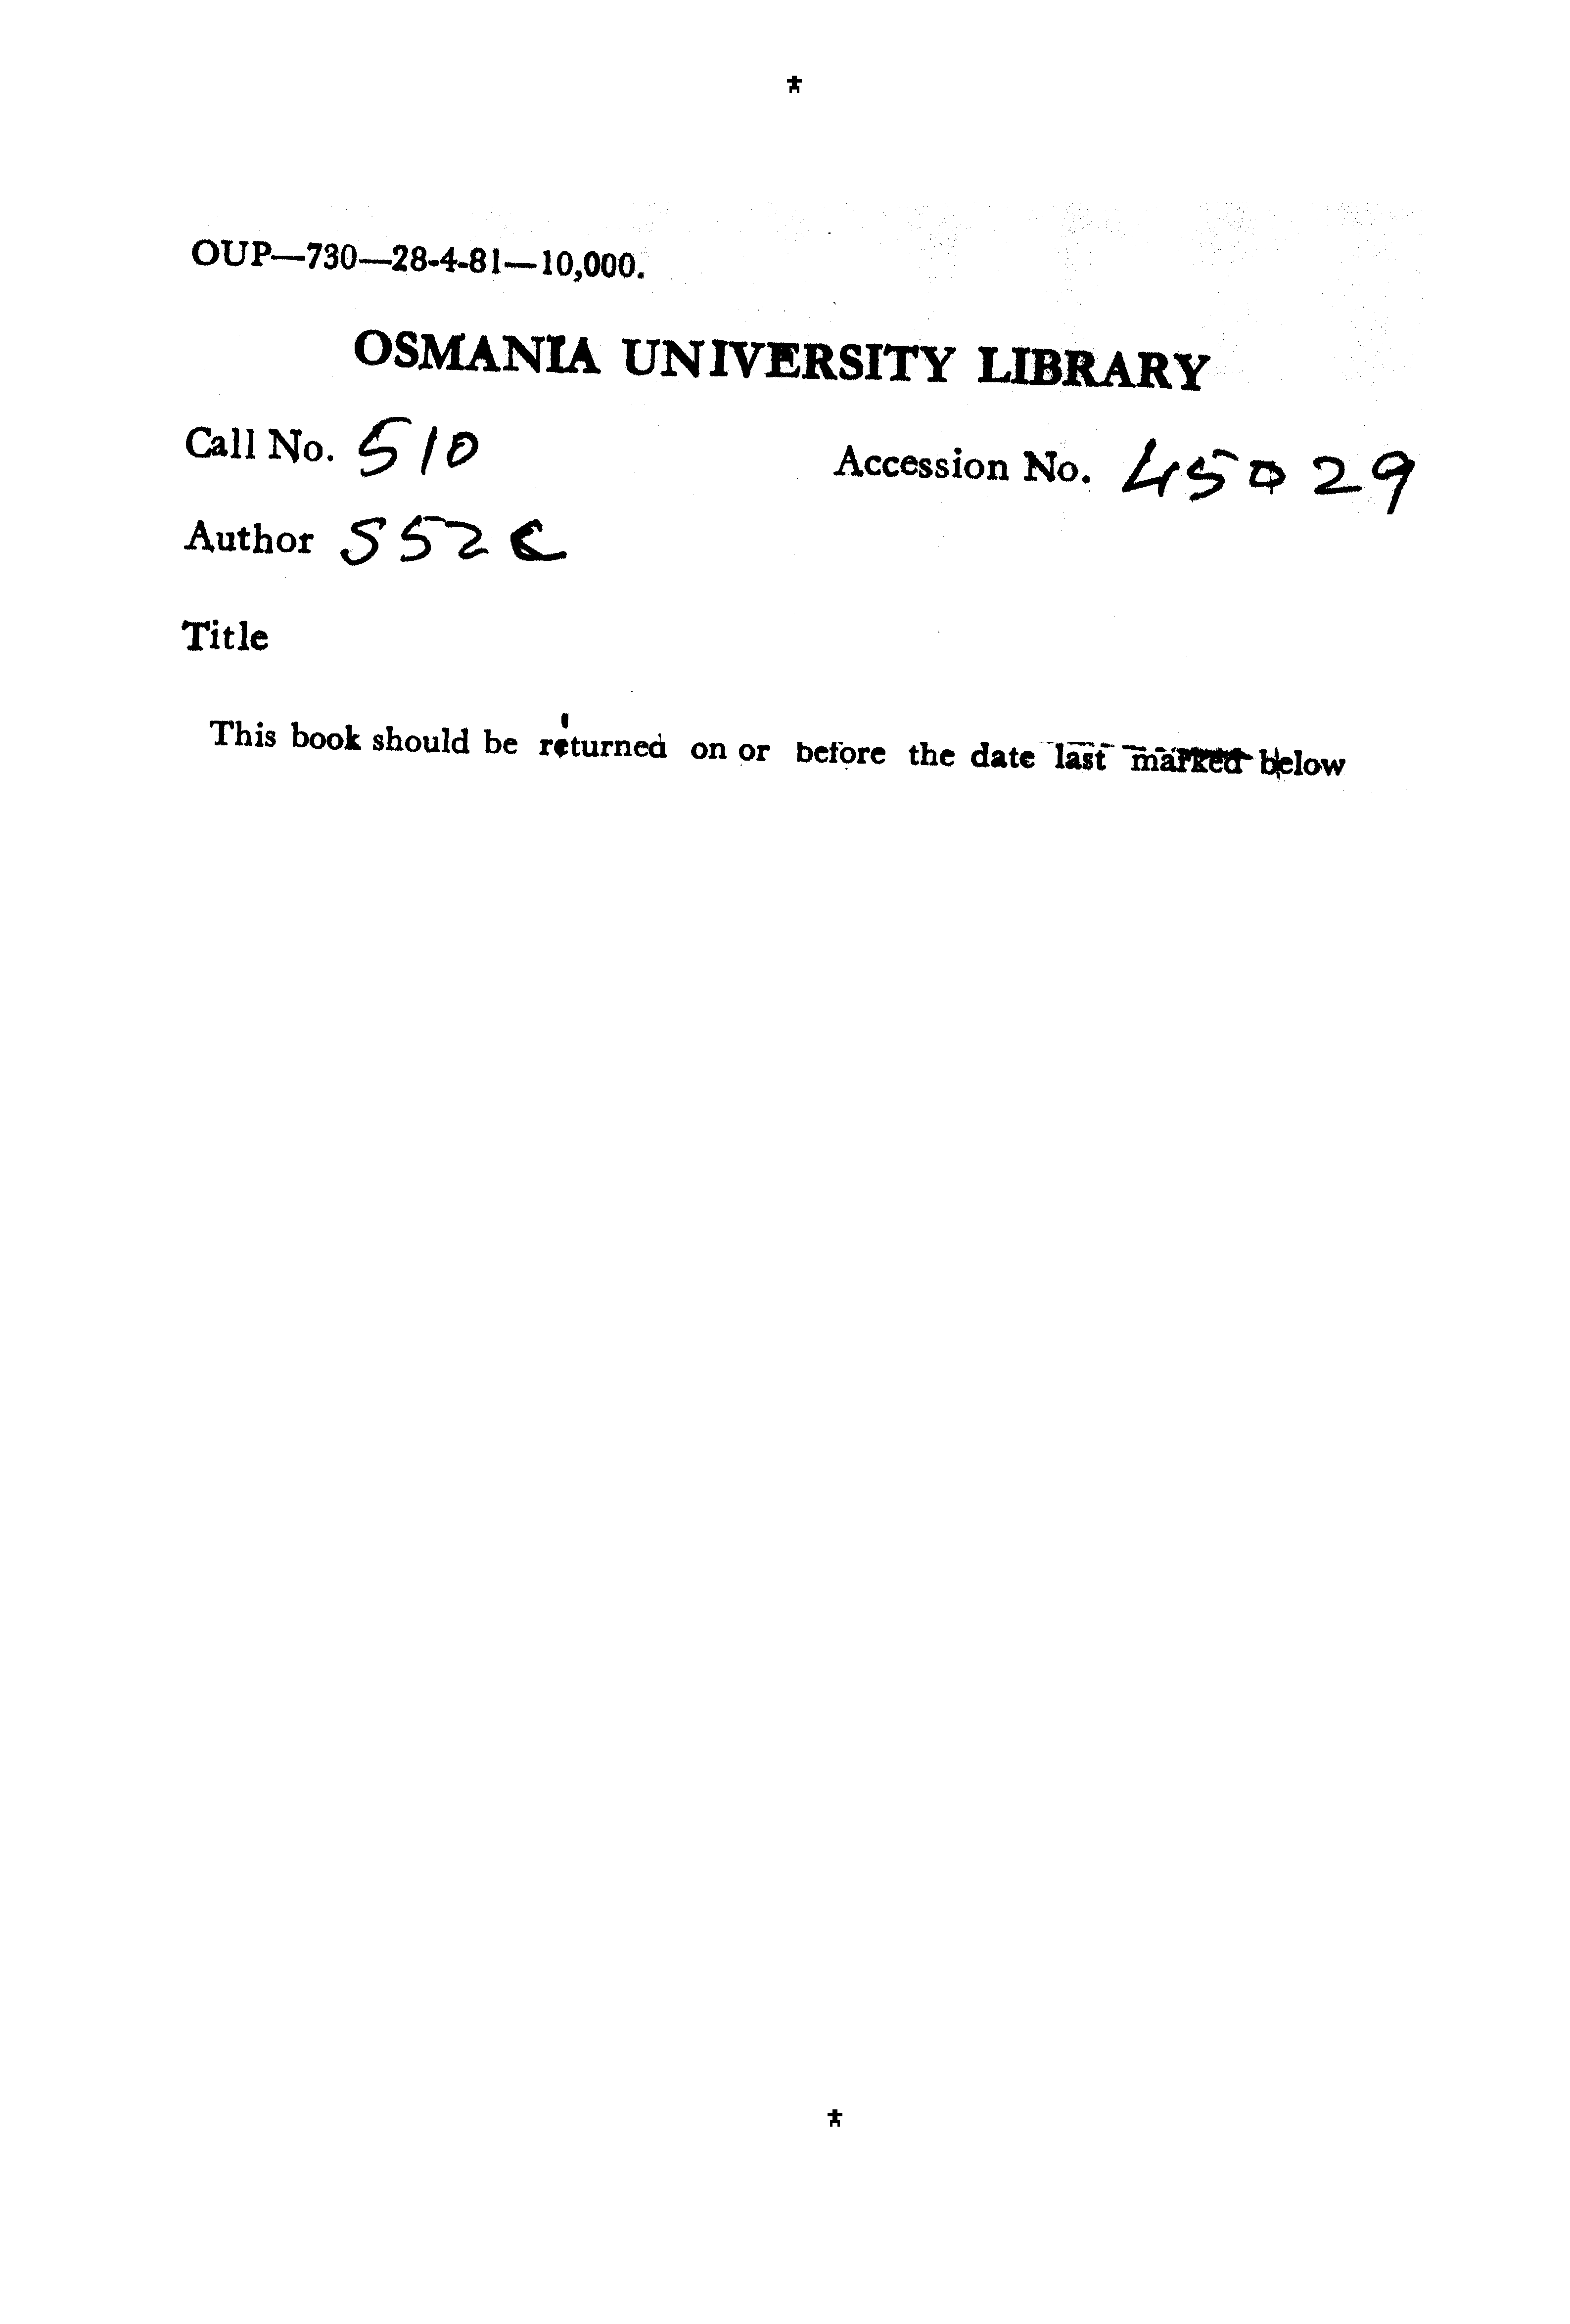 OUP—730—28-4-81—10,000.
OSMANIA UNIVERSITY LIBRARY
Call No. 510 Accession No. 45029
Author S52C
Title
This book should be returned on or before the date last marked below